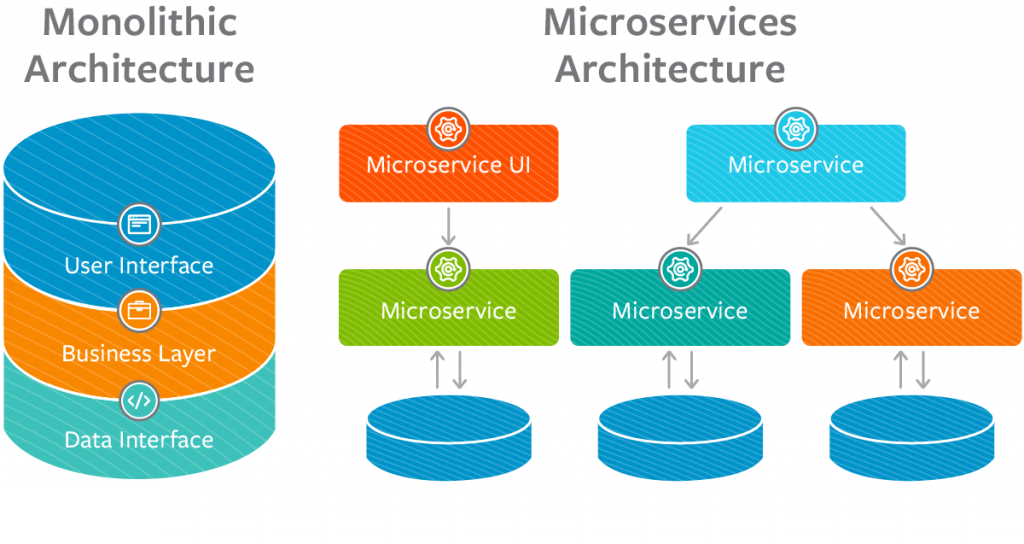 Monolithic
Architecture
User Interface
Business Layer
Data Interface
Microservices
Architecture
Microservice UI
Microservice
Microservice
Microservice
Microservice